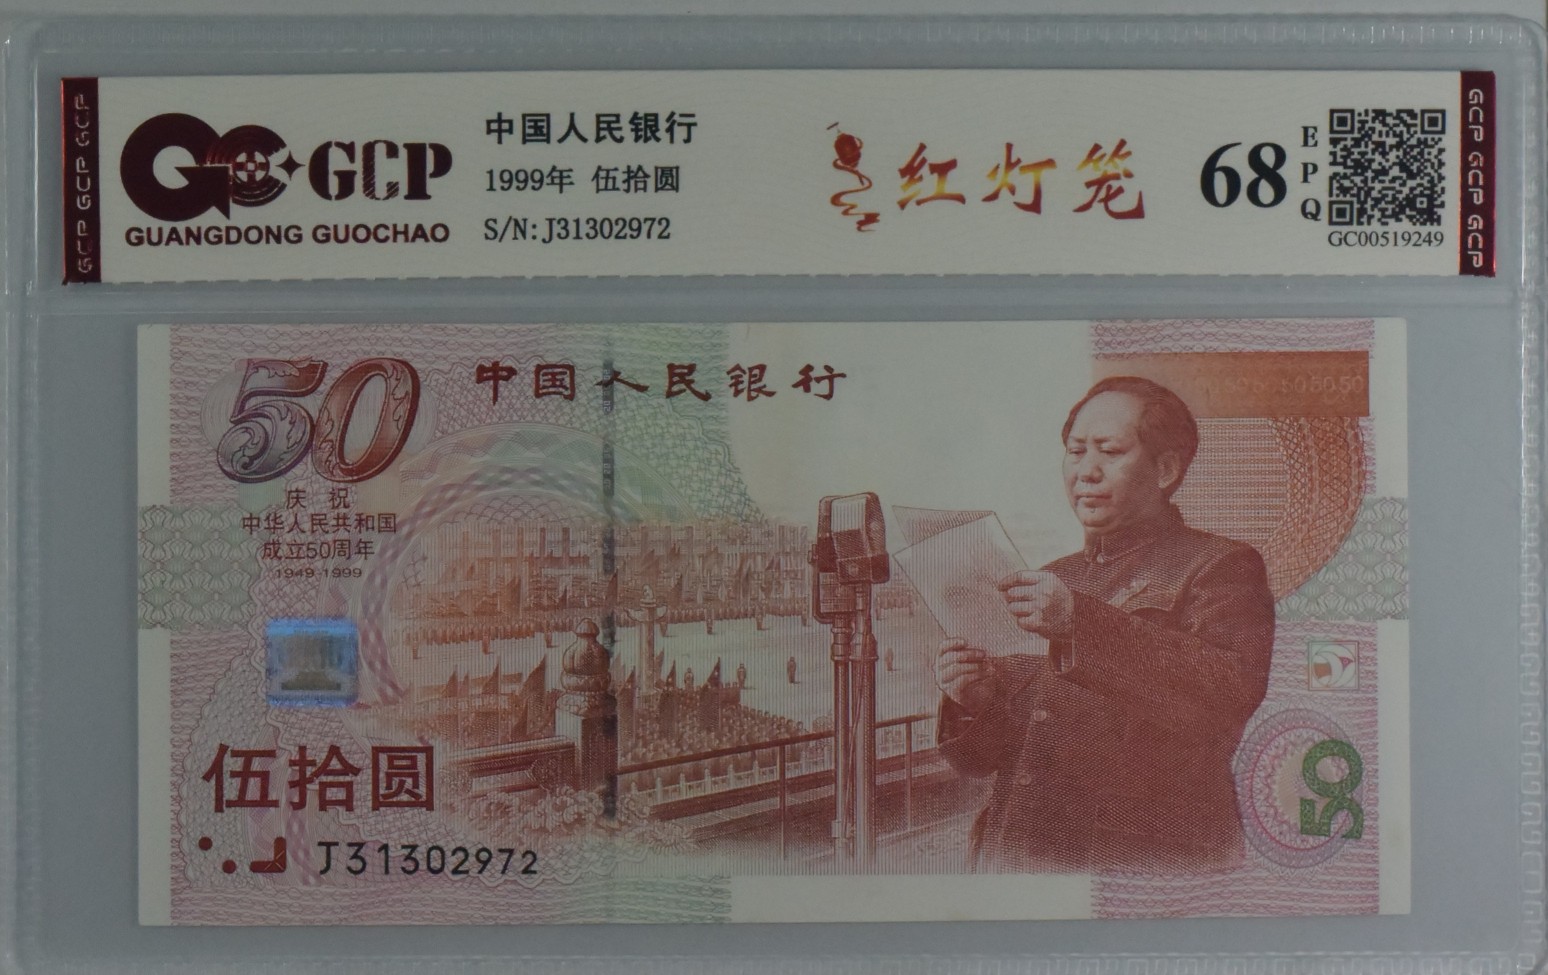 GCP GCP GCP
GCP
GUANGDONG GUOCHAO
中国人民银行
1999年 伍拾圆
S/N:J31302972
红灯笼
68
EPQ
GC00519249
GCP GCP GCP
50
中国人民银行
庆祝
中华人民共和国
成立50周年
1949-1999
伍拾圆
J31302972
50